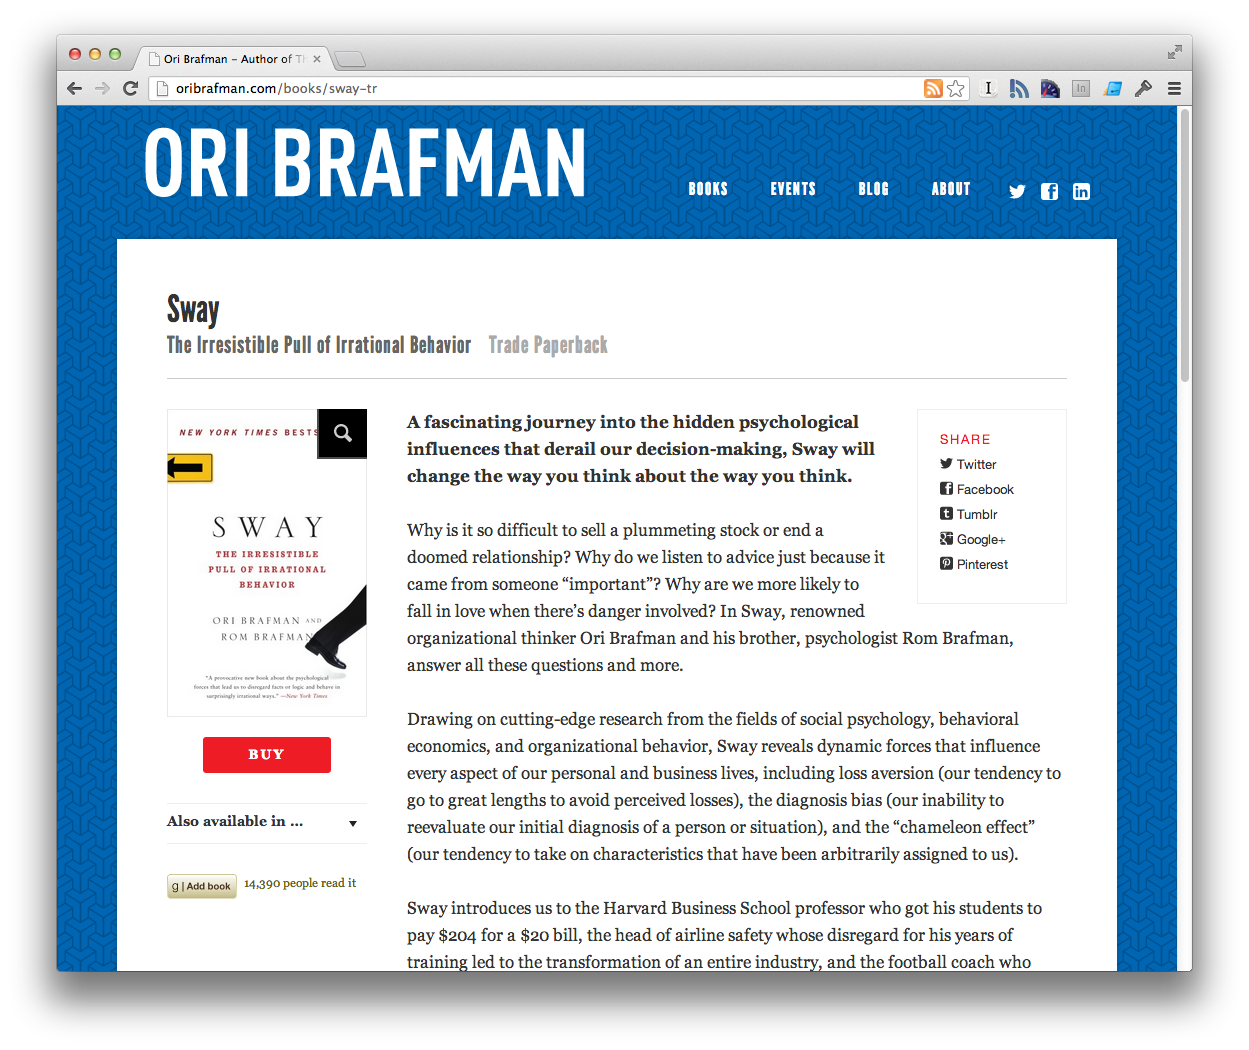 Ori Brafman – Author of Th
oribrafman.com/books/sway-tr
ORI BRAFMAN
BOOKS EVENTS BLOG ABOUT
Sway
The Irresistible Pull of Irrational Behavior Trade Paperback
NEW YORK TIMES BESTS
SWAY
THE IRRESISTIBLE
PULL OF IRRATIONAL
BEHAVIOR
ORI BRAFMAN AND
ROM BRAFMAN
"A provocative new book about the psychological
forces that lead us to disregard facts or logic and behave in
surprisingly irrational ways." —New York Times
BUY
Also available in ...
g | Add book 14,390 people read it
A fascinating journey into the hidden psychological
influences that derail our decision-making, Sway will
change the way you think about the way you think.
Why is it so difficult to sell a plummeting stock or end a
doomed relationship? Why do we listen to advice just because it
came from someone “important”? Why are we more likely to
fall in love when there’s danger involved? In Sway, renowned
organizational thinker Ori Brafman and his brother, psychologist Rom Brafman,
answer all these questions and more.
Drawing on cutting-edge research from the fields of social psychology, behavioral
economics, and organizational behavior, Sway reveals dynamic forces that influence
every aspect of our personal and business lives, including loss aversion (our tendency to
go to great lengths to avoid perceived losses), the diagnosis bias (our inability to
reevaluate our initial diagnosis of a person or situation), and the “chameleon effect”
(our tendency to take on characteristics that have been arbitrarily assigned to us).
Sway introduces us to the Harvard Business School professor who got his students to
pay $204 for a $20 bill, the head of airline safety whose disregard for his years of
training led to the transformation of an entire industry, and the football coach who
SHARE
Twitter
Facebook
Tumblr
Google+
Pinterest